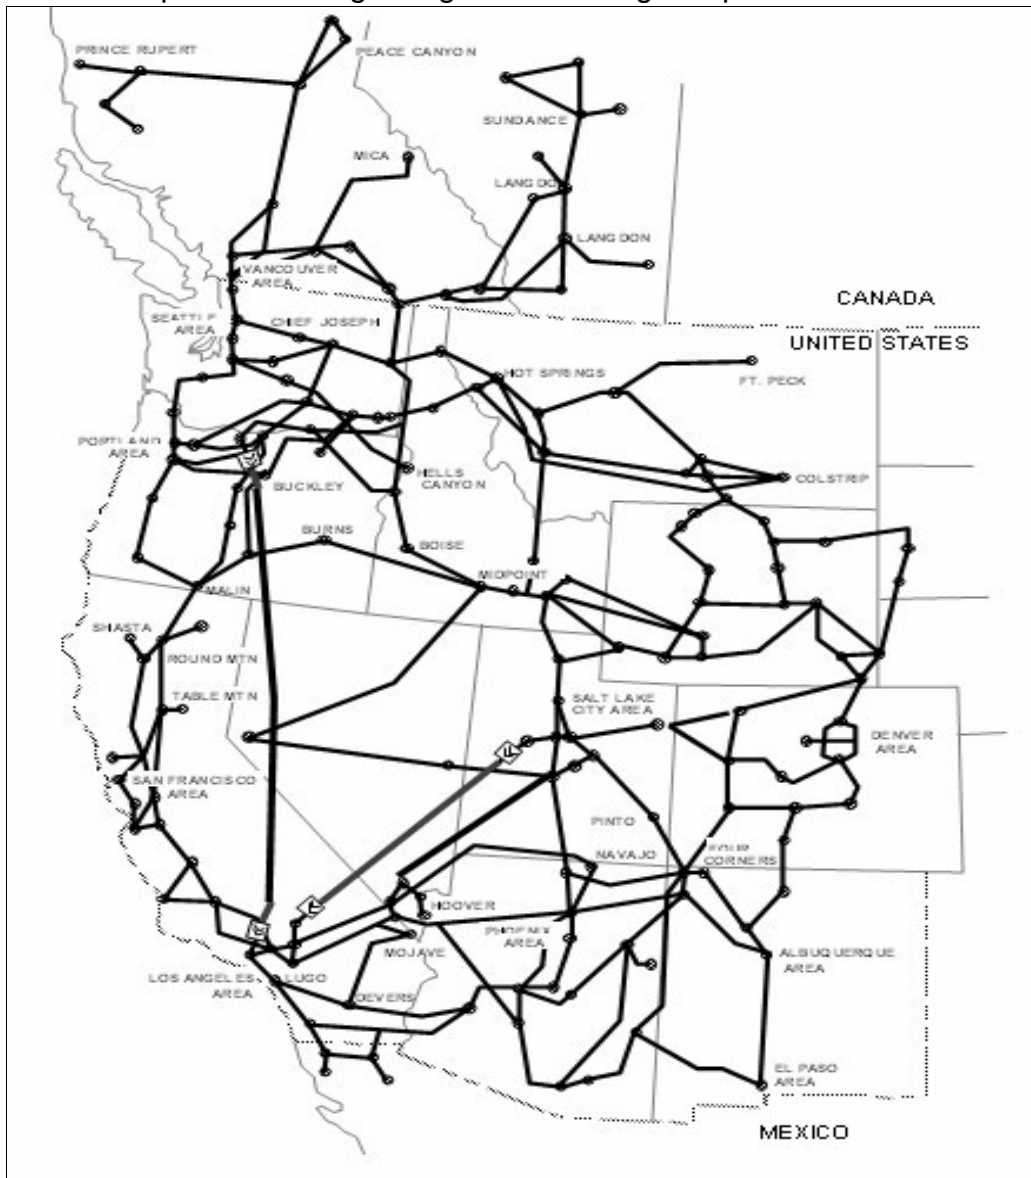 PRINCE RUPERT
PEACE CANYON
SUNDANCE
MICA
LANGDO
LANGDON
VANCOUVER
AREA
CANADA
SEATTLE
AREA
CHIEF JOSEPH
UNITED STATES
HOT SPRINGS
FT. PECK
PORTLAND
AREA
HELLS
CANYON
COLSTRIP
BUCKLEY
BURNS
BOISE
MIDPOINT
MALIN
SHASTA
ROUND MTN
TABLE MTN
SALT LAKE
CITY AREA
DENVER
AREA
SAN FRANCISCO
AREA
PINTO
NAVAJO
FOUR
CORNERS
HOOVER
PHOENIX
AREA
MOJAVE
ALBUQUERQUE
AREA
LOS ANGELES
AREA
LUGO
DEVERS
EL PASO
AREA
MEXICO